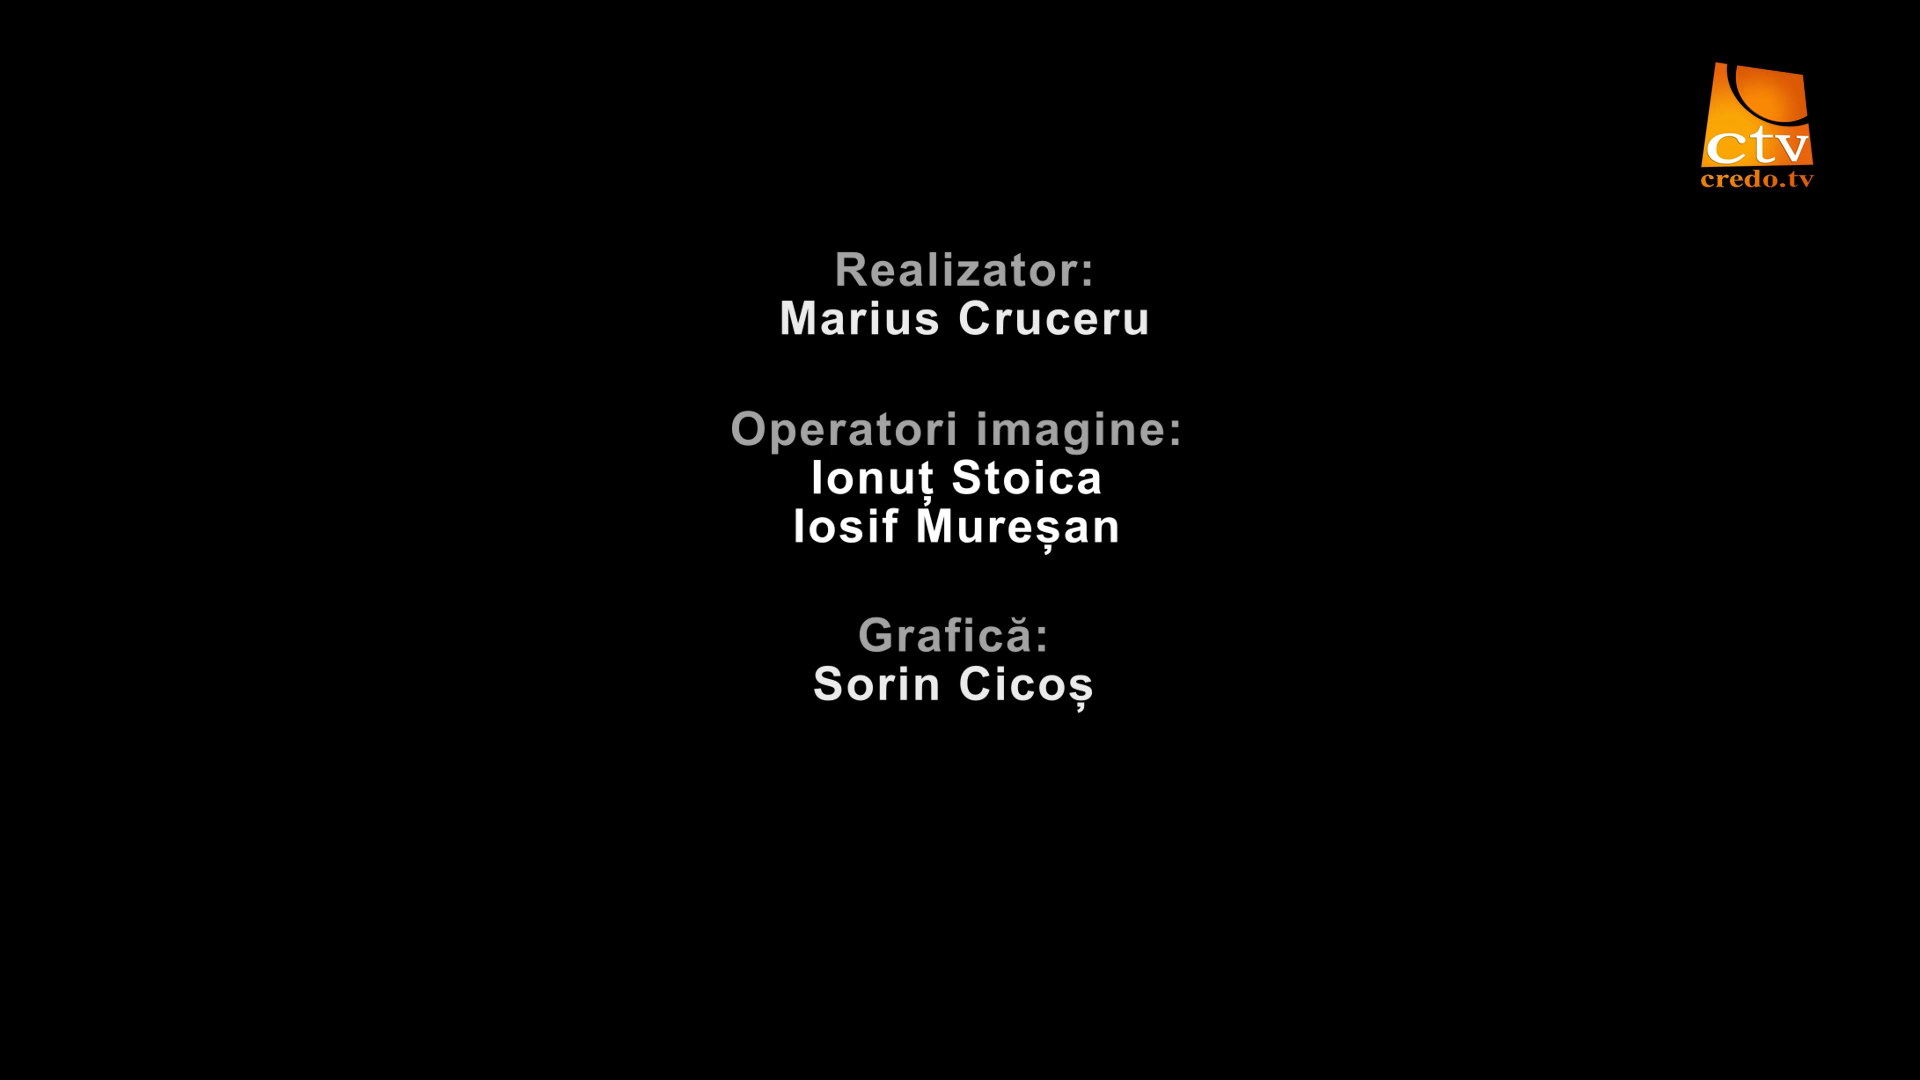 ctv
credo.tv
Realizator:
Marius Cruceru
Operatori imagine:
Ionuț Stoica
Iosif Mureșan
Grafică:
Sorin Cicoș